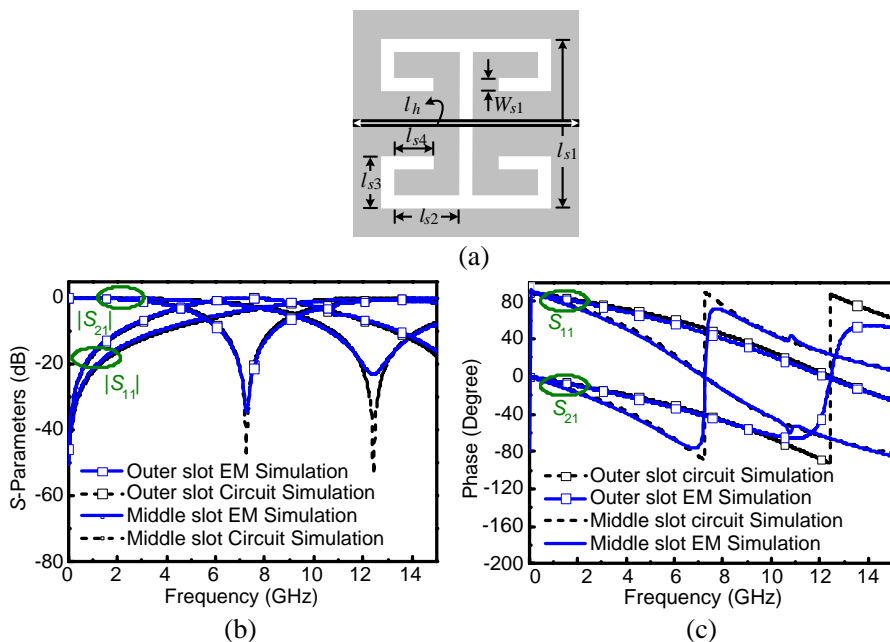 l_h
W_s1
l_s4
l_s1
l_s3
l_s2
(a)
0
-20
-40
-60
-80
S-Parameters (dB)
|S_21|
|S_11|
Outer slot EM Simulation
Outer slot Circuit Simulation
Middle slot EM Simulation
Middle slot Circuit Simulation
0 2 4 6 8 10 12 14
Frequency (GHz)
(b)
80
40
0
-40
-80
-120
-160
-200
Phase (Degree)
S_11
S_21
Outer slot circuit Simulation
Outer slot EM Simulation
Middle slot circuit Simulation
Middle slot EM Simulation
0 2 4 6 8 10 12 14
Frequency (GHz)
(c)